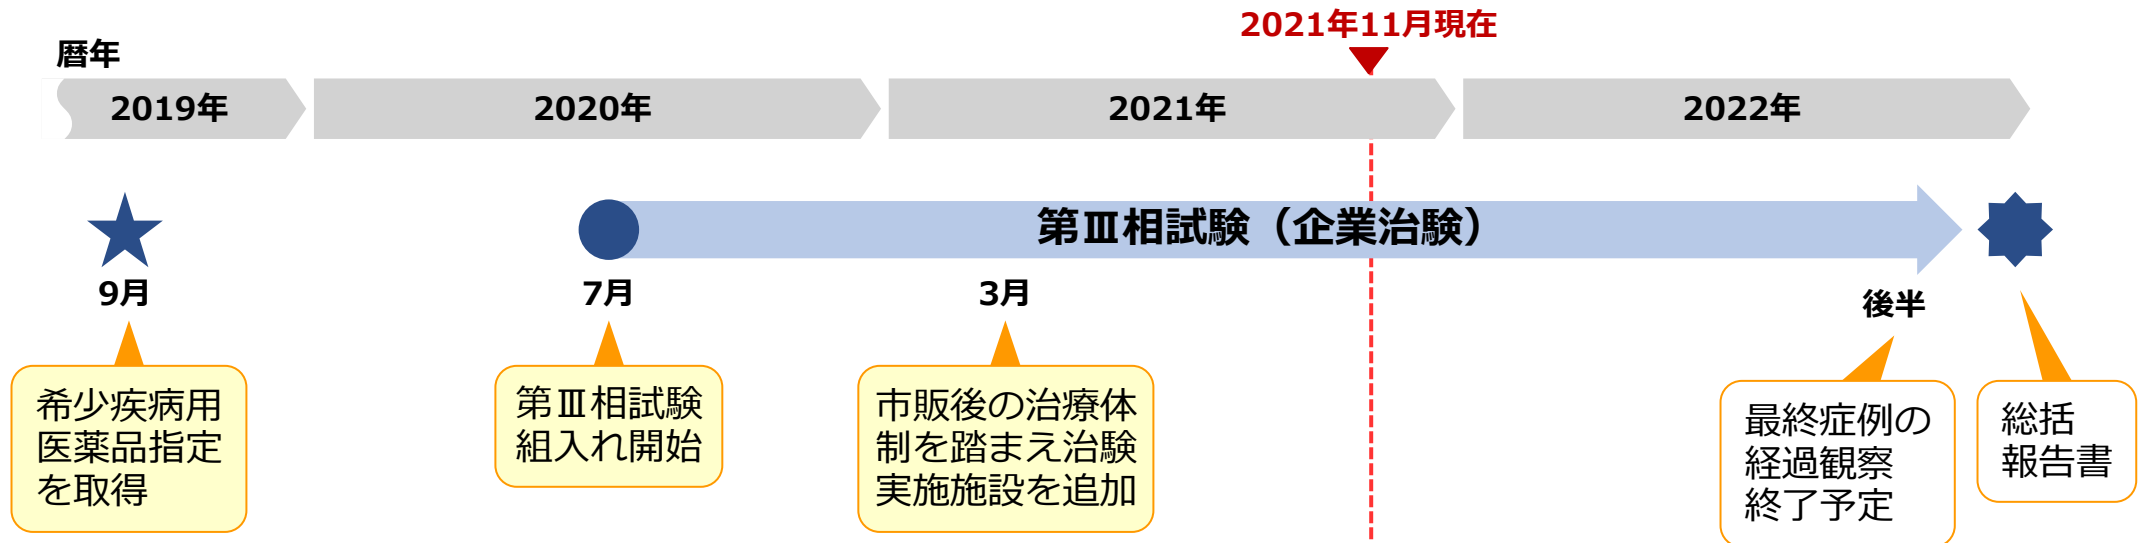 2021年11月現在
暦年
2019年
2020年
2021年
2022年
第Ⅲ相試験（企業治験）
9月
7月
3月
後半
希少疾病用
医薬品指定
を取得
第Ⅲ相試験
組入れ開始
市販後の治療体
制を踏まえ治験
実施施設を追加
最終症例の
経過観察
終了予定
総括
報告書